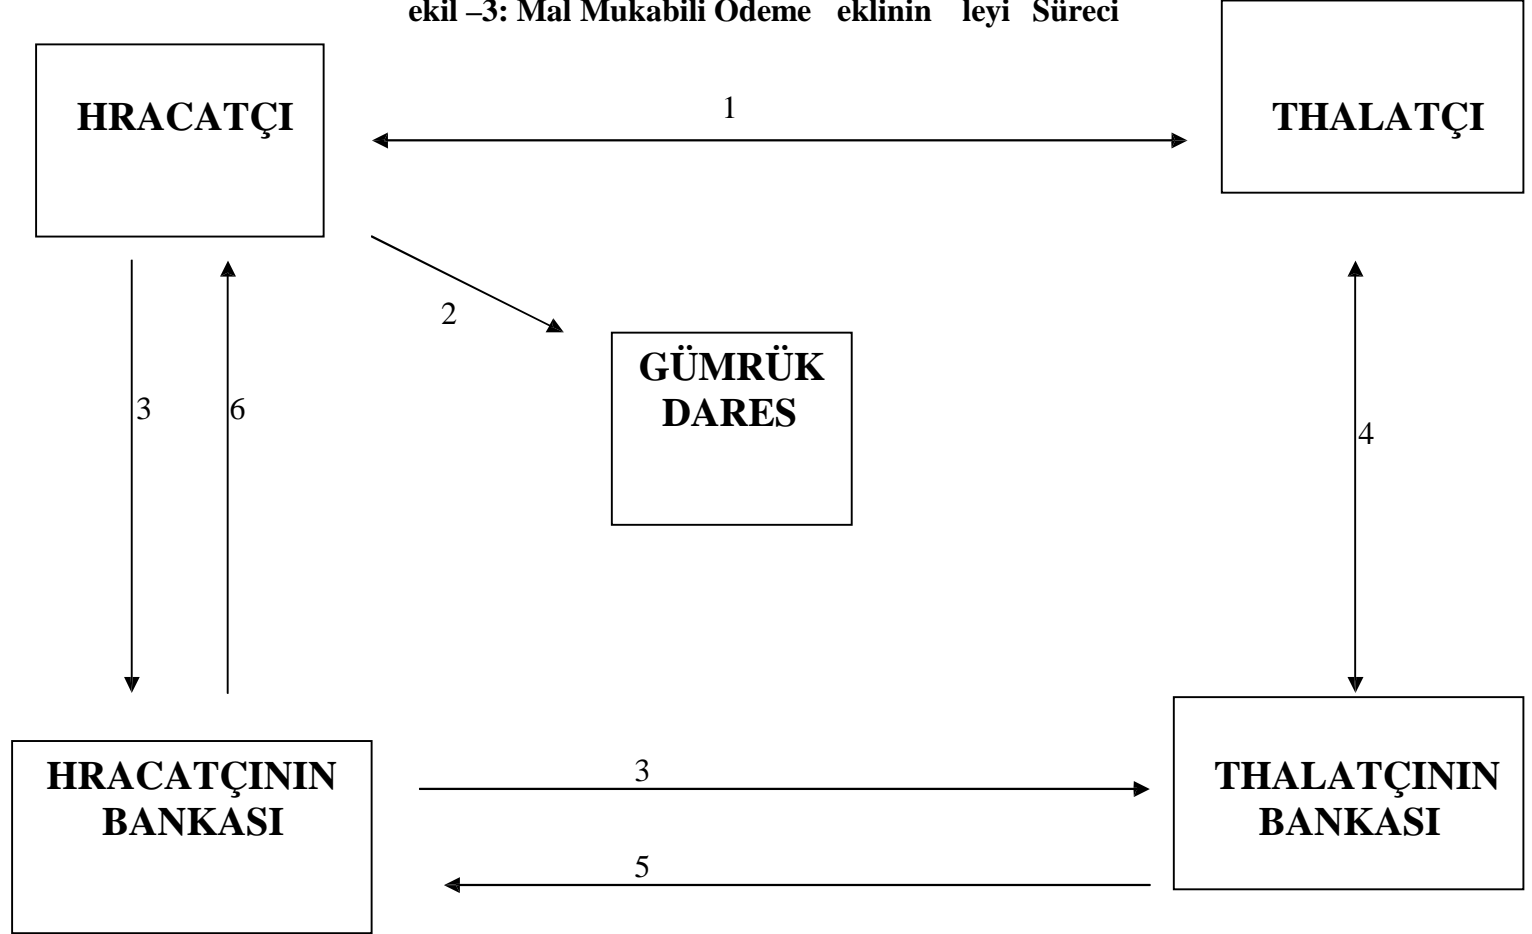 ekil –3: Mal Mukabili Ödeme eklinin leyi Süreci
HRACATÇI
1
THALATÇI
2
GÜMRÜK
DARES
3
6
4
HRACATÇININ
BANKASI
3
THALATÇININ
BANKASI
5